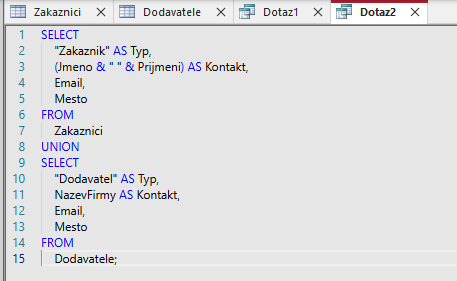 Zakaznici Dodavatele Dotaz1 Dotaz2
1 SELECT
2 "Zakaznik" AS Typ,
3 (Jmeno & " " & Prijmeni) AS Kontakt,
4 Email,
5 Mesto
6 FROM
7 Zakaznici
8 UNION
9 SELECT
10 "Dodavatel" AS Typ,
11 NazevFirmy AS Kontakt,
12 Email,
13 Mesto
14 FROM
15 Dodavatele;